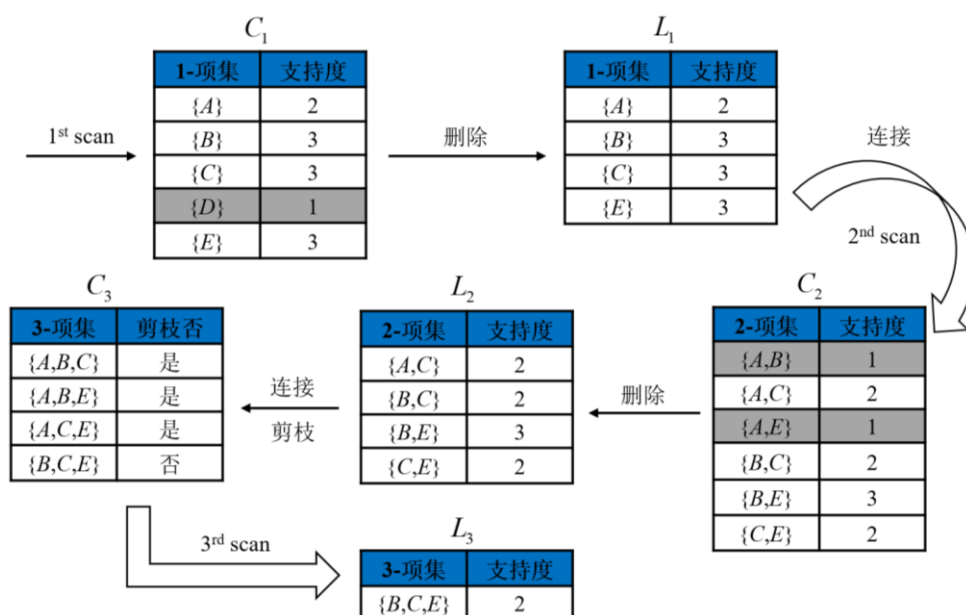 C₁
1-项集 支持度
{A} 2
{B} 3
{C} 3
{D} 1
{E} 3
1st scan
删除
L₁
1-项集 支持度
{A} 2
{B} 3
{C} 3
{E} 3
连接
2nd scan
C₂
2-项集 支持度
{A,B} 1
{A,C} 2
{A,E} 1
{B,C} 2
{B,E} 3
{C,E} 2
删除
L₂
2-项集 支持度
{A,C} 2
{B,C} 2
{B,E} 3
{C,E} 2
连接
剪枝
C₃
3-项集 剪枝否
{A,B,C} 是
{A,B,E} 是
{A,C,E} 是
{B,C,E} 否
3rd scan
L₃
3-项集 支持度
{B,C,E} 2